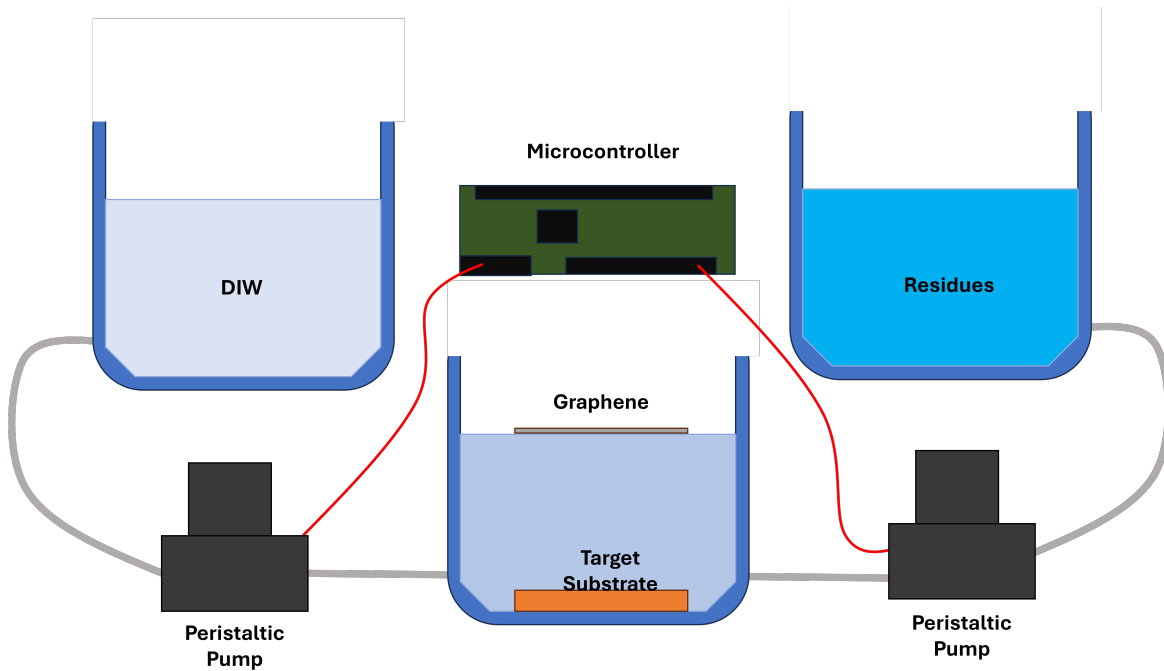 Microcontroller
DIW
Residues
Graphene
Target
Substrate
Peristaltic
Pump
Peristaltic
Pump